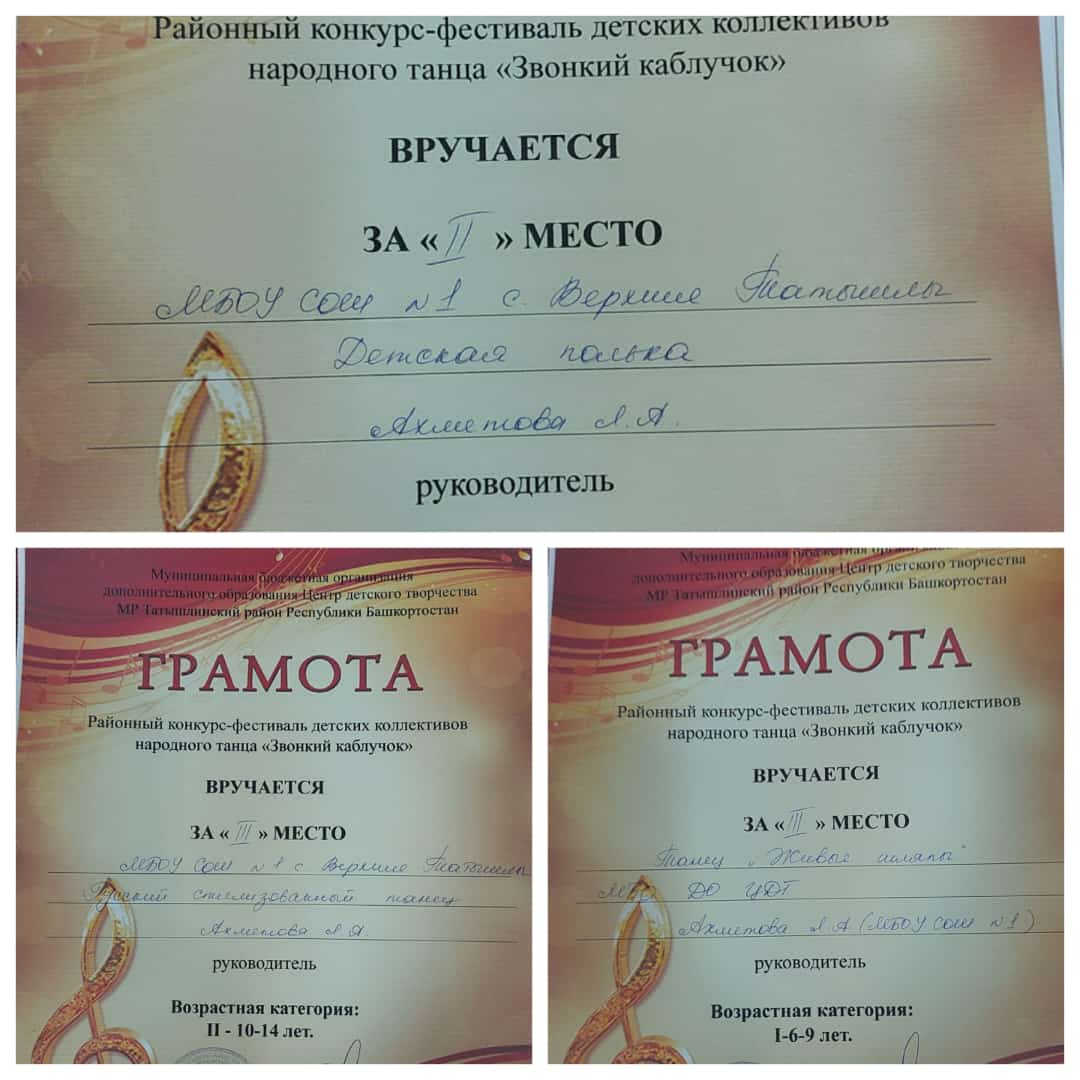 Районный конкурс-фестиваль детских коллективов
народного танца «Звонкий каблучок»
ВРУЧАЕТСЯ
ЗА « II » МЕСТО
МБОУ СОШ №1 с. Верхние Татышлы
Детская полька
Ахметова Л.А.
руководитель
Муниципальная бюджетная организация
дополнительного образования Центр детского творчества
МР Татышлинский район Республики Башкортостан
ГРАМОТА
Районный конкурс-фестиваль детских коллективов
народного танца «Звонкий каблучок»
ВРУЧАЕТСЯ
ЗА « III » МЕСТО
МБОУ СОШ №1 с Верхние Татышлы
Русский стилизованный танец
Ахметова Л.А.
руководитель
Возрастная категория:
II - 10-14 лет.
Муниципальная бюджетная организация
дополнительного образования Центр детского творчества
МР Татышлинский район Республики Башкортостан
ГРАМОТА
Районный конкурс-фестиваль детских коллективов
народного танца «Звонкий каблучок»
ВРУЧАЕТСЯ
ЗА « III » МЕСТО
Танец „Живые шляпы"
ДО ЦДТ
Ахметова Л.А (МБОУ СОШ №1)
руководитель
Возрастная категория:
I-6-9 лет.